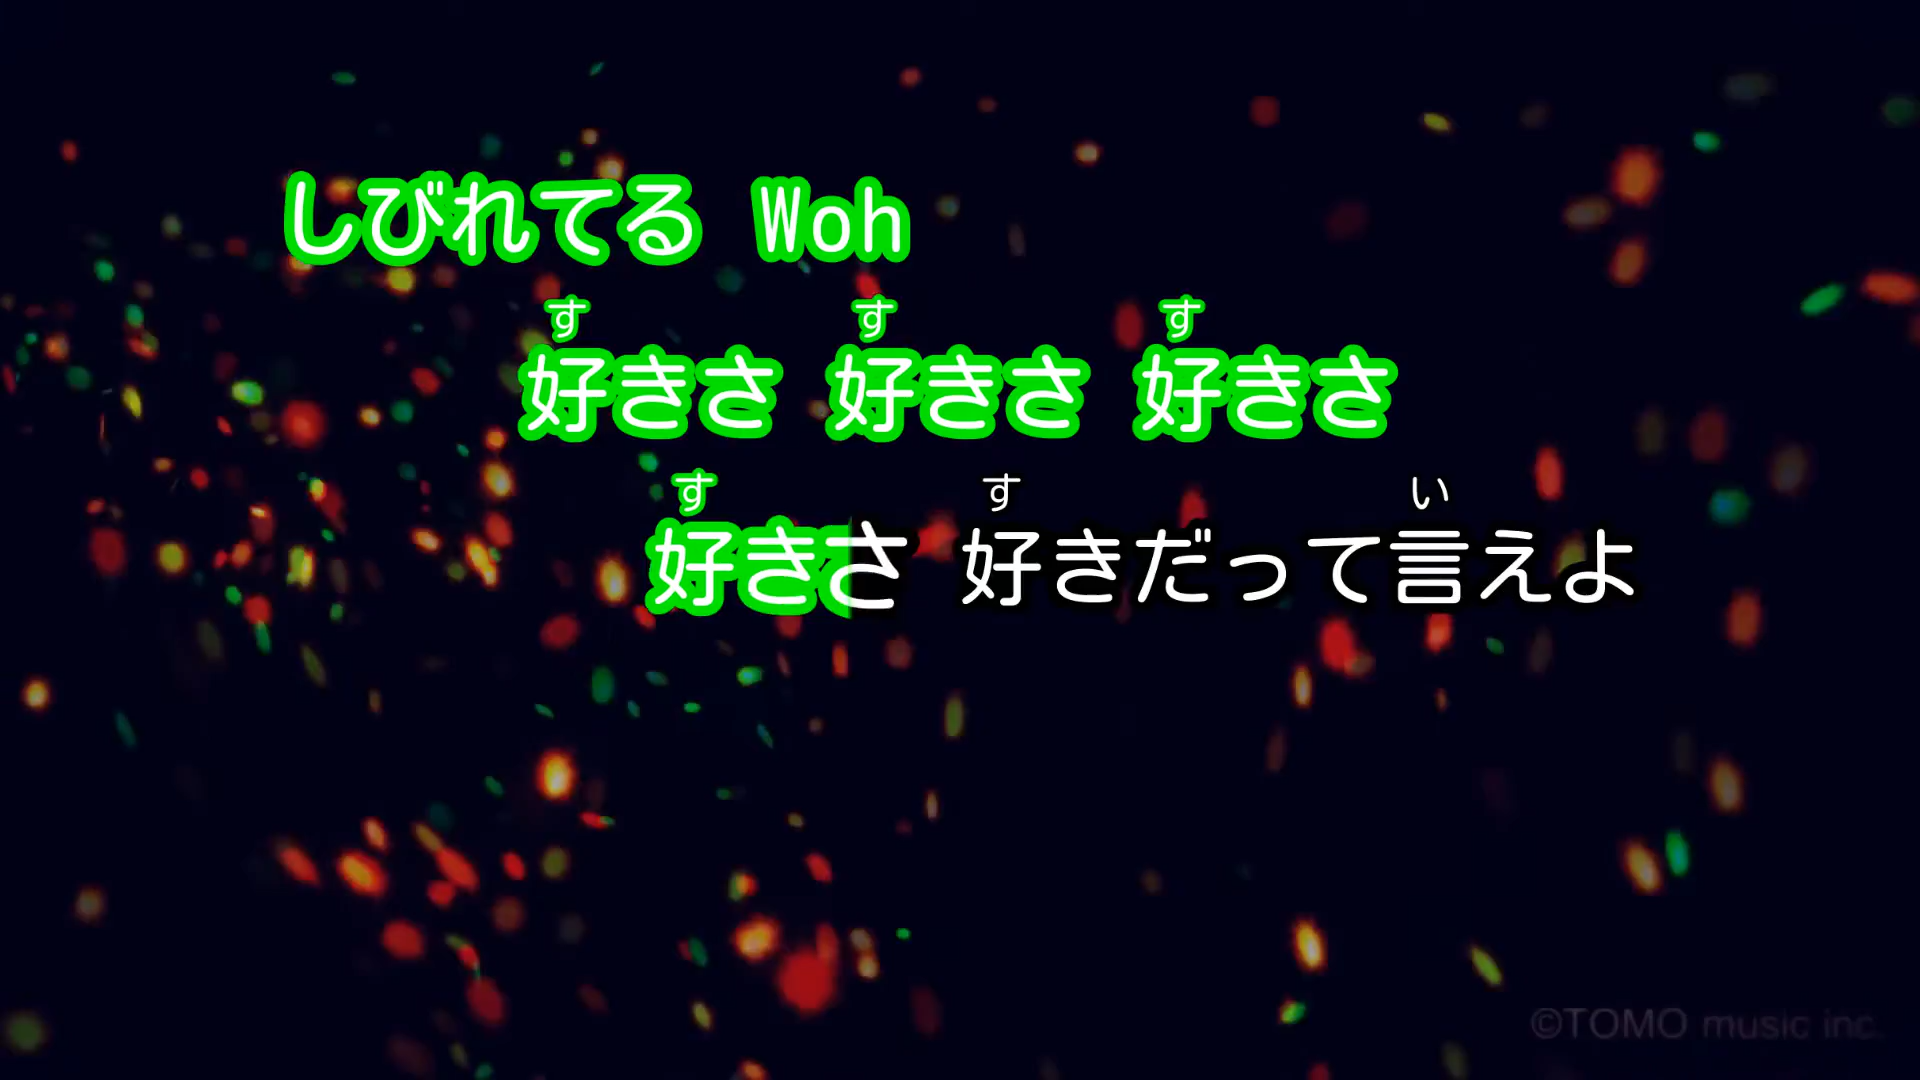 しびれてる Woh
す す す
好きさ 好きさ 好きさ
す す い
好きさ 好きだって言えよ
©TOMO music inc.